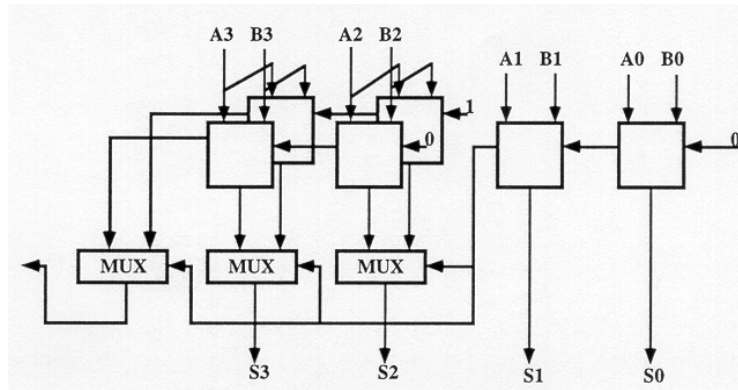 A3 B3 A2 B2
A1 B1 A0 B0
1
0 0
MUX MUX MUX
S3 S2 S1 S0